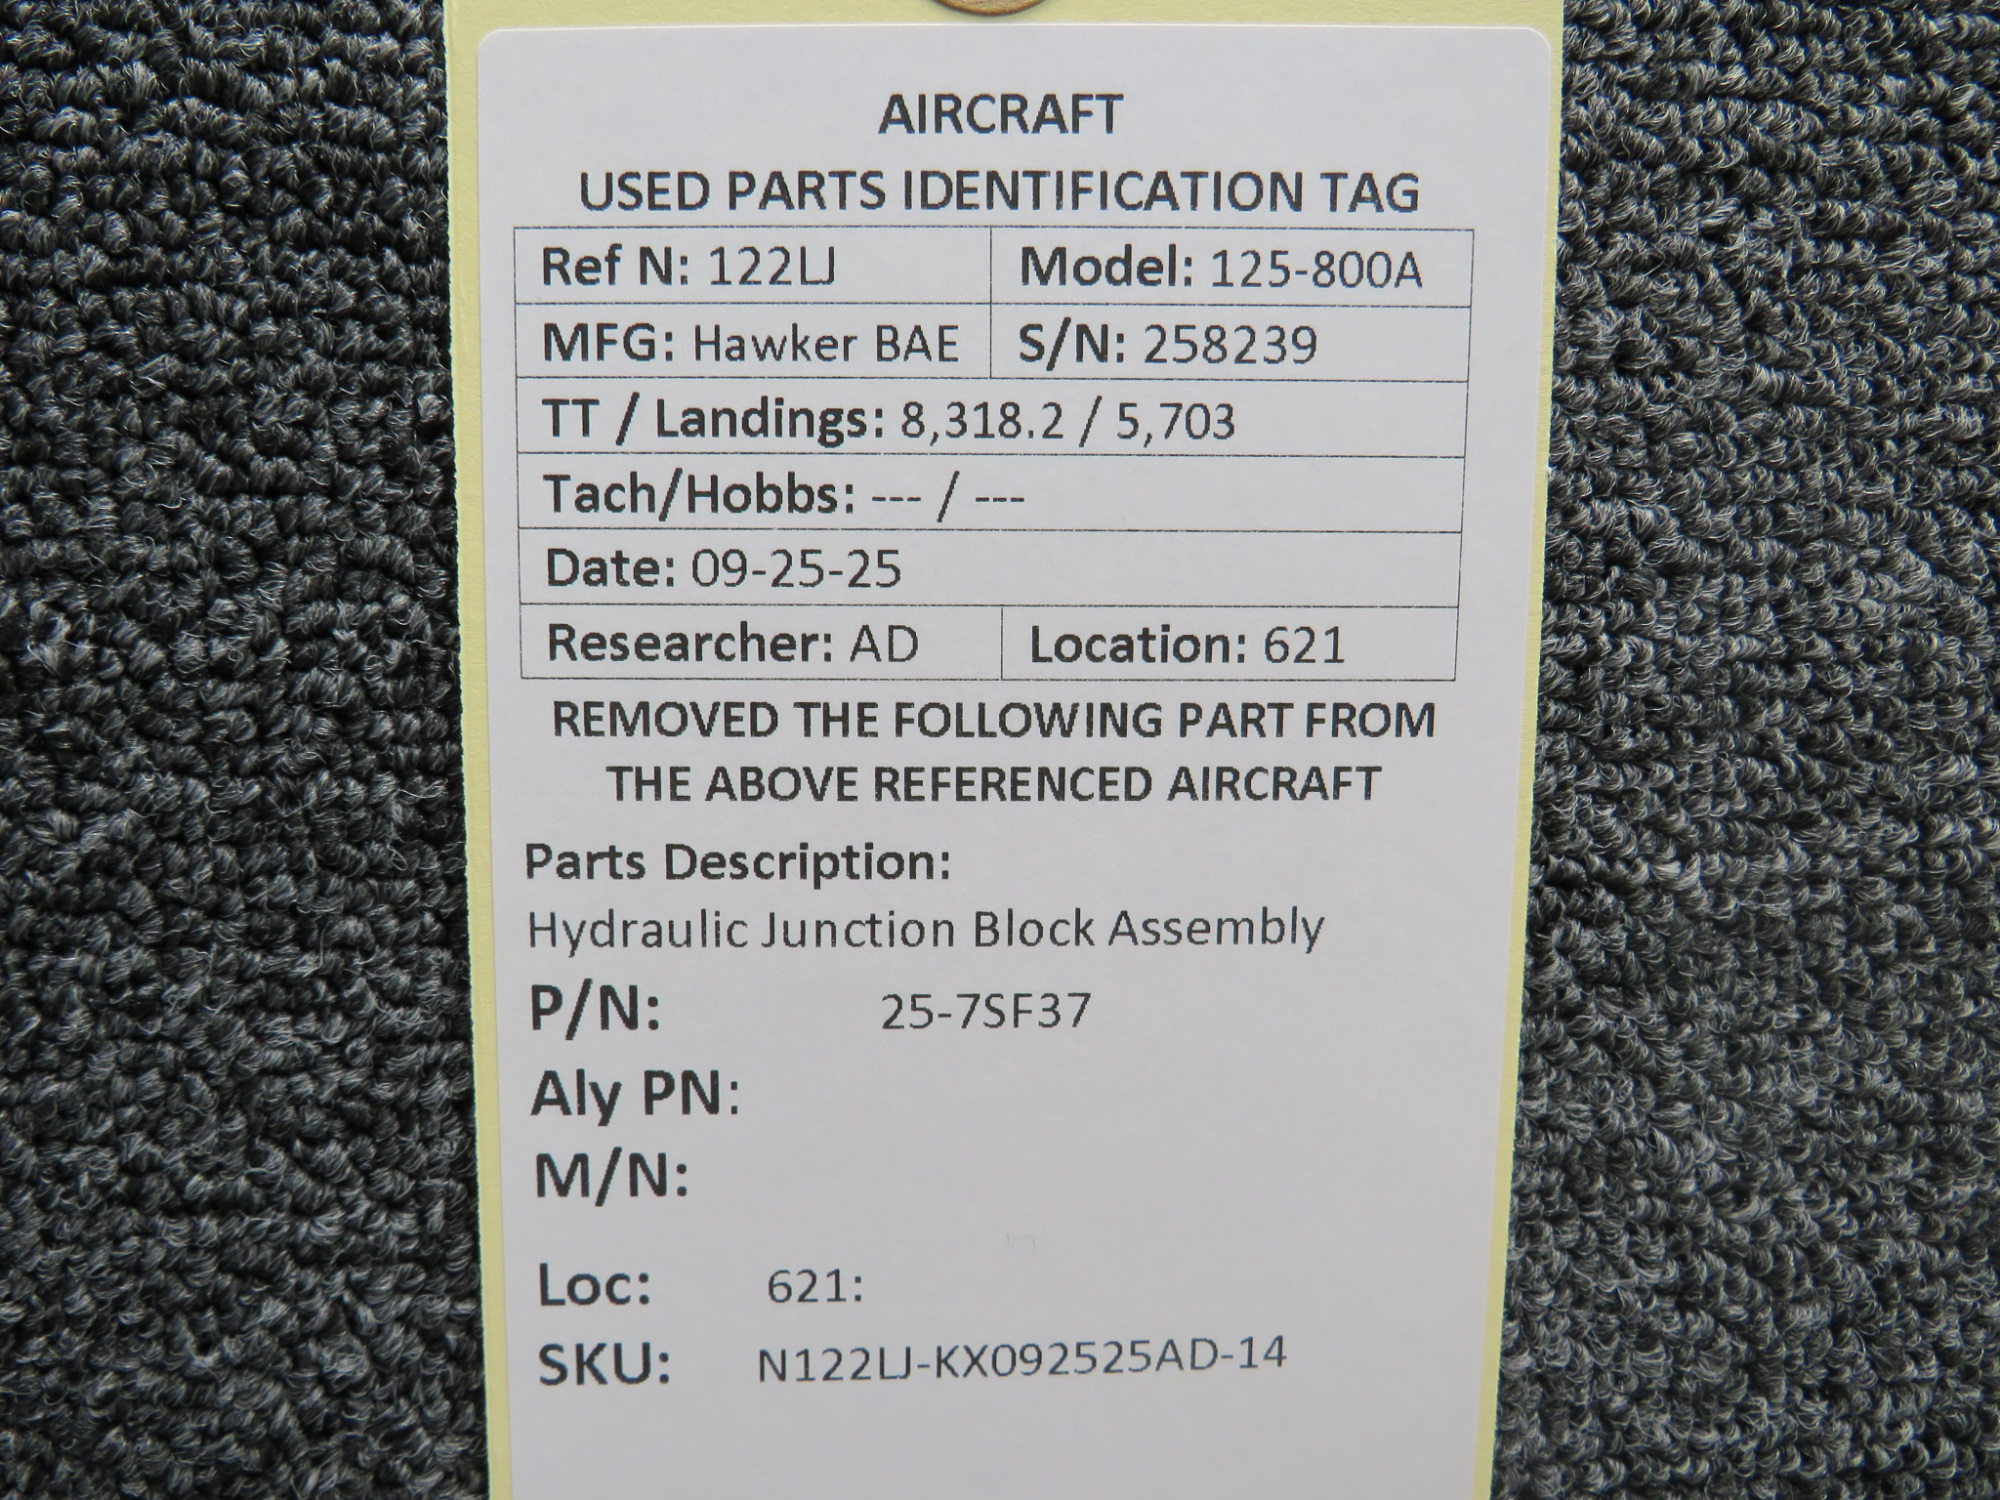 AIRCRAFT
USED PARTS IDENTIFICATION TAG
Ref N: 122LJ Model: 125-800A
MFG: Hawker BAE S/N: 258239
TT / Landings: 8,318.2 / 5,703
Tach/Hobbs: --- / ---
Date: 09-25-25
Researcher: AD Location: 621
REMOVED THE FOLLOWING PART FROM
THE ABOVE REFERENCED AIRCRAFT
Parts Description:
Hydraulic Junction Block Assembly
P/N: 25-7SF37
Aly PN:
M/N:
Loc: 621:
SKU: N122LJ-KX092525AD-14